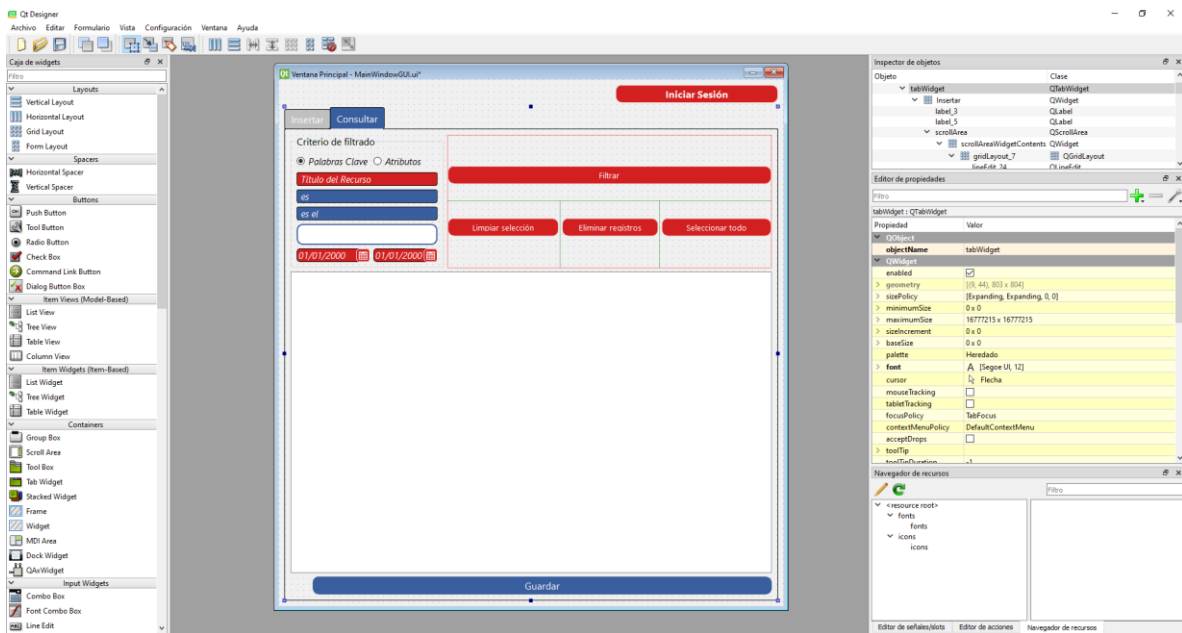 Qt Designer
Archivo Editar Formulario Vista Configuración Ventana Ayuda
Caja de widgets
Filtro
Layouts
Vertical Layout
Horizontal Layout
Grid Layout
Form Layout
Spacers
Horizontal Spacer
Vertical Spacer
Buttons
Push Button
Tool Button
Radio Button
Check Box
Command Link Button
Dialog Button Box
Item Views (Model-Based)
List View
Tree View
Table View
Column View
Item Widgets (Item-Based)
List Widget
Tree Widget
Table Widget
Containers
Group Box
Scroll Area
Tool Box
Tab Widget
Stacked Widget
Frame
Widget
MDI Area
Dock Widget
QAxWidget
Input Widgets
Combo Box
Font Combo Box
Line Edit
Ventana Principal - MainWindowGUI.ui*
Iniciar Sesión
Insertar Consultar
Criterio de filtrado
Palabras Clave Atributos
Título del Recurso
es
es el
01/01/2000 01/01/2000
Filtrar
Limpiar selección Eliminar registros Seleccionar todo
Guardar
Inspector de objetos
Objeto Clase
tabWidget QTabWidget
Insertar QWidget
label_3 QLabel
label_5 QLabel
scrollArea QScrollArea
scrollAreaWidgetContents QWidget
gridLayout_7 QGridLayout
lineEdit_24 QLineEdit
Editor de propiedades
Filtro
tabWidget : QTabWidget
Propiedad Valor
QObject
objectName tabWidget
QWidget
enabled
geometry [(9, 44), 803 x 804]
sizePolicy [Expanding, Expanding, 0, 0]
minimumSize 0 x 0
maximumSize 16777215 x 16777215
sizeIncrement 0 x 0
baseSize 0 x 0
palette Heredado
font A [Segoe UI, 12]
cursor Flecha
mouseTracking
tabletTracking
focusPolicy TabFocus
contextMenuPolicy DefaultContextMenu
acceptDrops
toolTip
toolTipDuration -1
Navegador de recursos
Filtro
<resource root>
fonts
fonts
icons
icons
Editor de señales/slots Editor de acciones Navegador de recursos